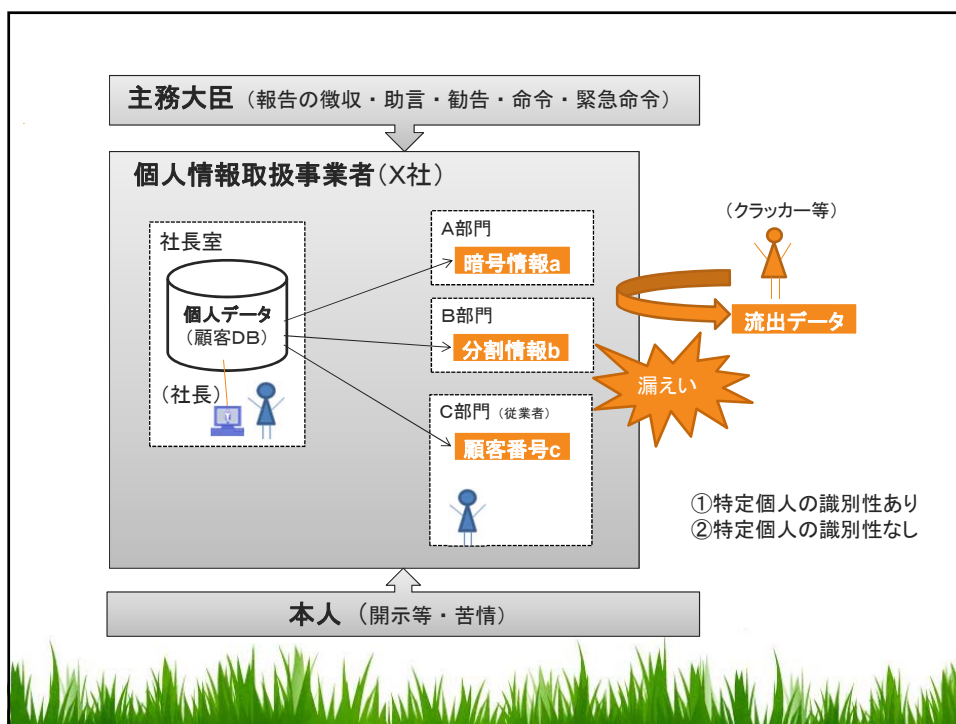 主務大臣（報告の徴収・助言・勧告・命令・緊急命令）
個人情報取扱事業者（X社）
社長室
個人データ
（顧客DB）
（社長）
A部門
暗号情報a
B部門
分割情報b
C部門（従業者）
顧客番号c
（クラッカー等）
流出データ
漏えい
①特定個人の識別性あり
②特定個人の識別性なし
本人（開示等・苦情）